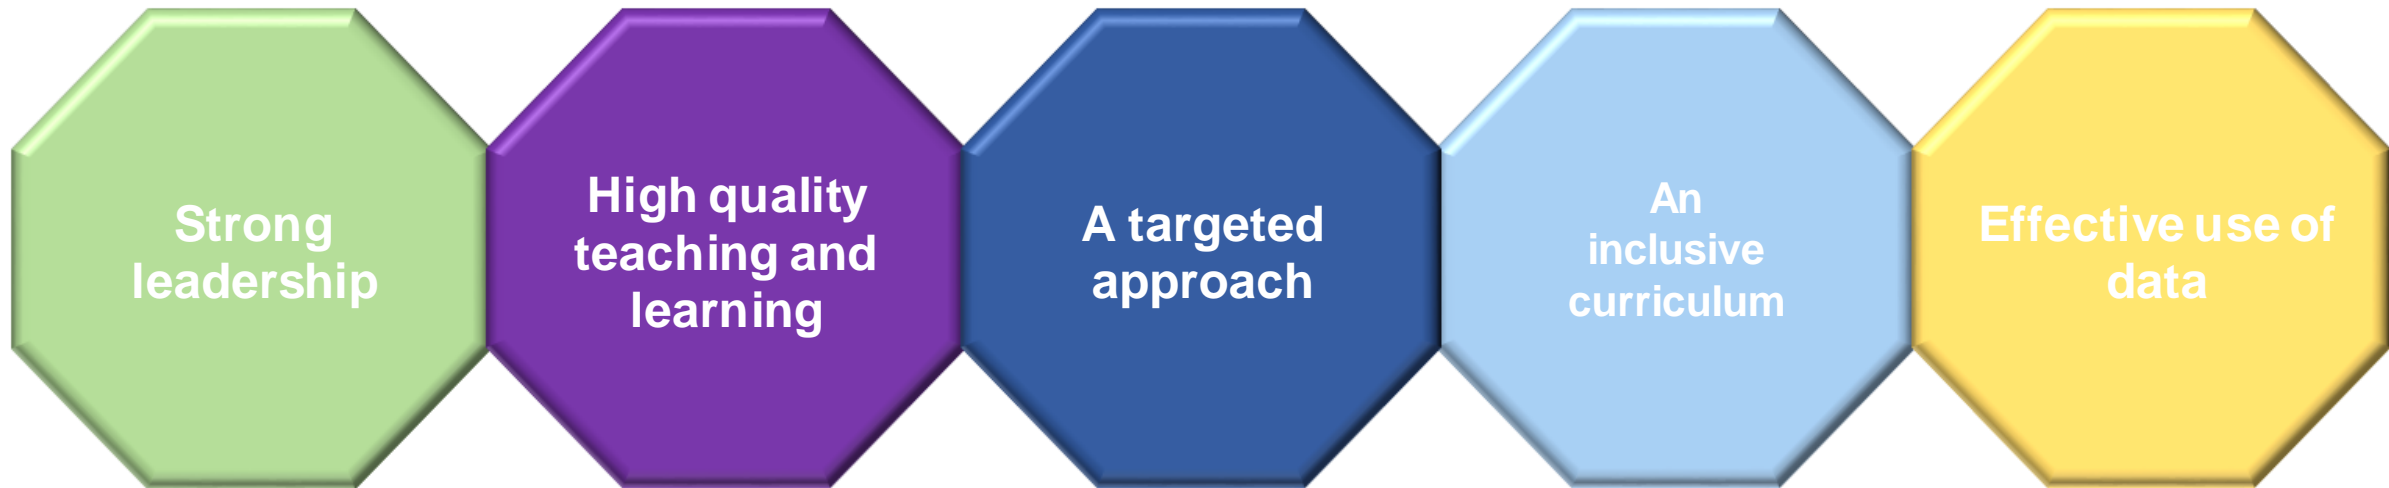 Strong
leadership
High quality
teaching and
learning
A targeted
approach
An
inclusive
curriculum
Effective use of
data